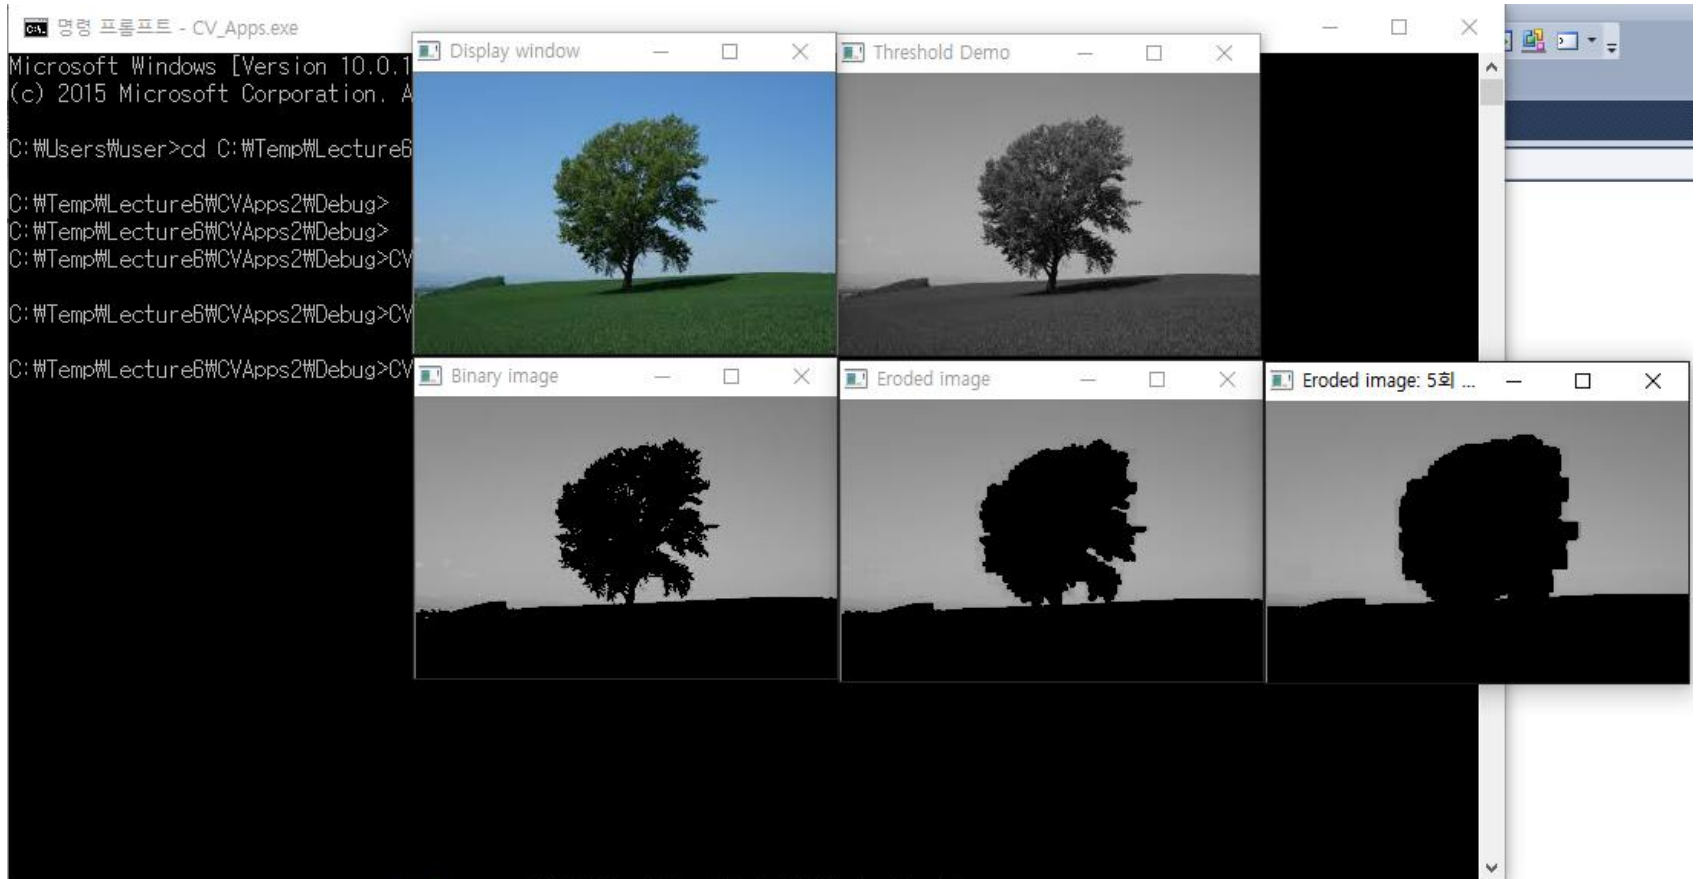 명령 프롬프트 - CV_Apps.exe
Microsoft Windows [Version 10.0.1
(c) 2015 Microsoft Corporation. A
C:₩Users₩user>cd C:₩Temp₩Lecture6
C:₩Temp₩Lecture6₩CVApps2₩Debug>
C:₩Temp₩Lecture6₩CVApps2₩Debug>
C:₩Temp₩Lecture6₩CVApps2₩Debug>CV
C:₩Temp₩Lecture6₩CVApps2₩Debug>CV
C:₩Temp₩Lecture6₩CVApps2₩Debug>CV
Display window
Threshold Demo
Binary image
Eroded image
Eroded image: 5회 ...